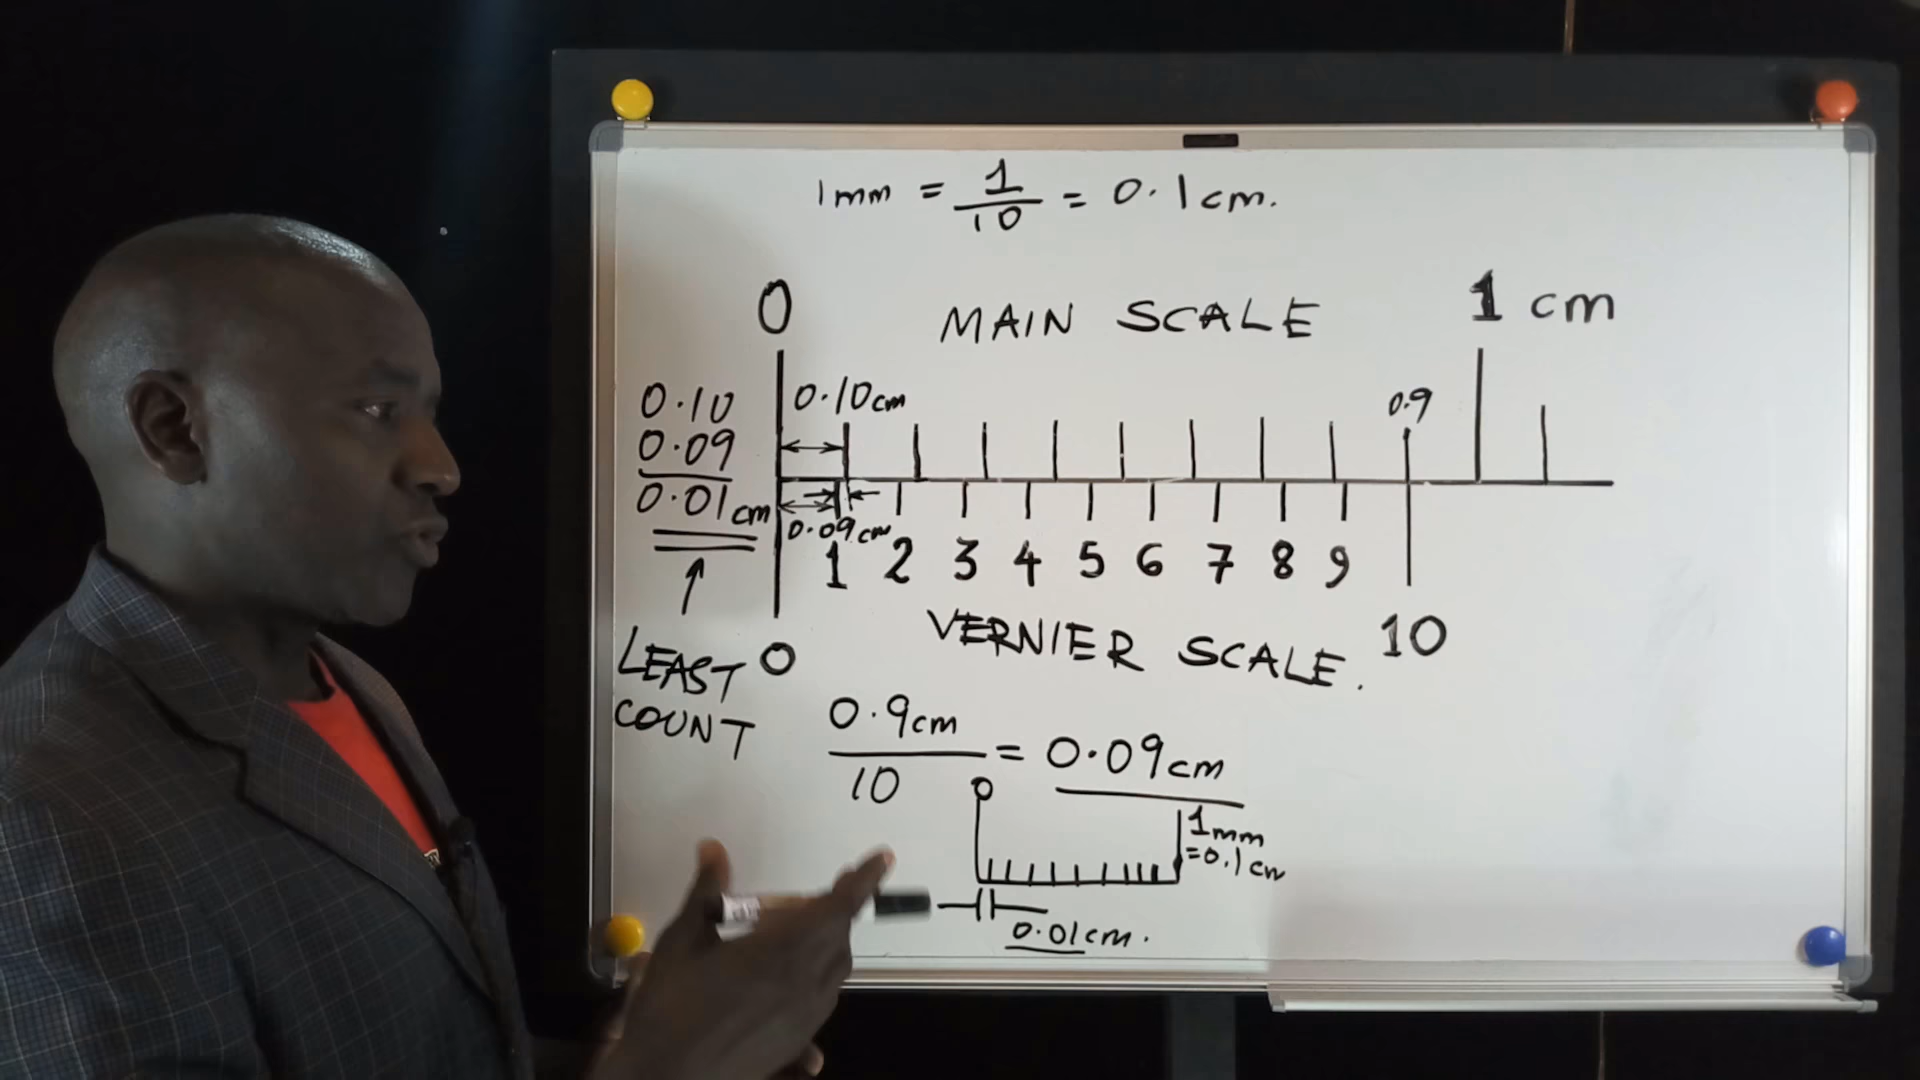 1mm = 1/10 = 0.1cm.
0 MAIN SCALE 1 cm
0.10 0.10cm 0.9
0.09
0.01cm 0.09cm
1 2 3 4 5 6 7 8 9
0 VERNIER SCALE. 10
LEAST
COUNT
0.9cm/10 = 0.09cm
0 1mm
=0.1cm
0.01cm.